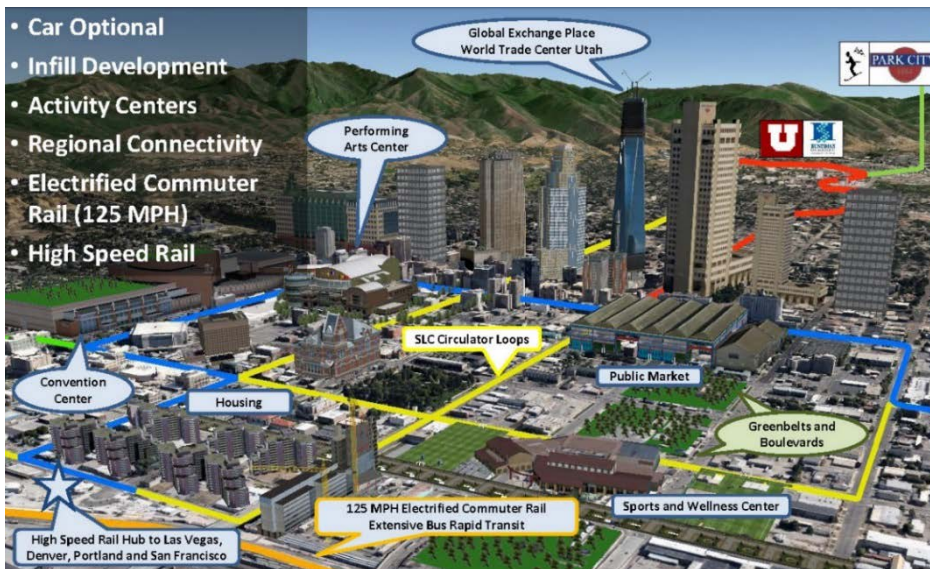 • Car Optional
• Infill Development
• Activity Centers
• Regional Connectivity
• Electrified Commuter
Rail (125 MPH)
• High Speed Rail
Global Exchange Place
World Trade Center Utah
PARK CITY
Performing
Arts Center
U
SLC Circulator Loops
Convention
Center
Housing
Public Market
Greenbelts and
Boulevards
125 MPH Electrified Commuter Rail
Extensive Bus Rapid Transit
Sports and Wellness Center
High Speed Rail Hub to Las Vegas,
Denver, Portland and San Francisco